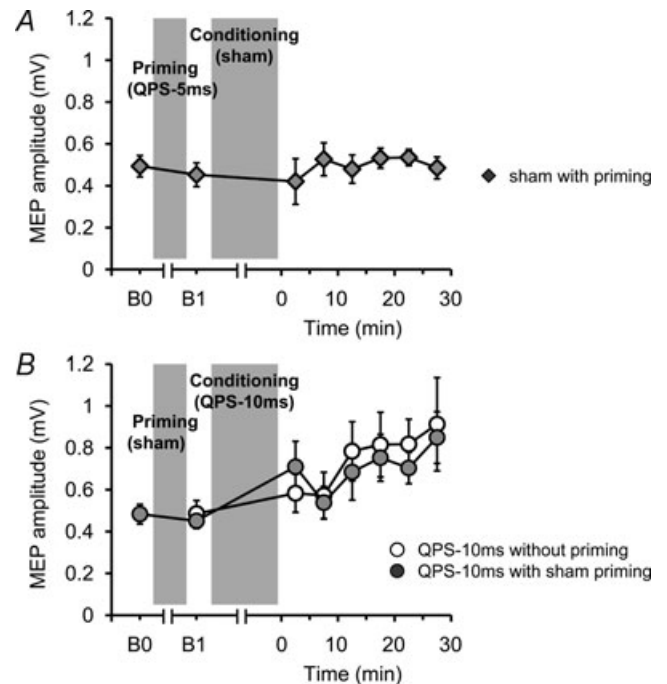 A
1.2
1
0.8
0.6
0.4
0.2
0
MEP amplitude (mV)
Conditioning
(sham)
Priming
(QPS-5ms)
sham with priming
B0 B1 0 10 20 30
Time (min)
B
1.2
1
0.8
0.6
0.4
0.2
0
MEP amplitude (mV)
Conditioning
(QPS-10ms)
Priming
(sham)
QPS-10ms without priming
QPS-10ms with sham priming
B0 B1 0 10 20 30
Time (min)